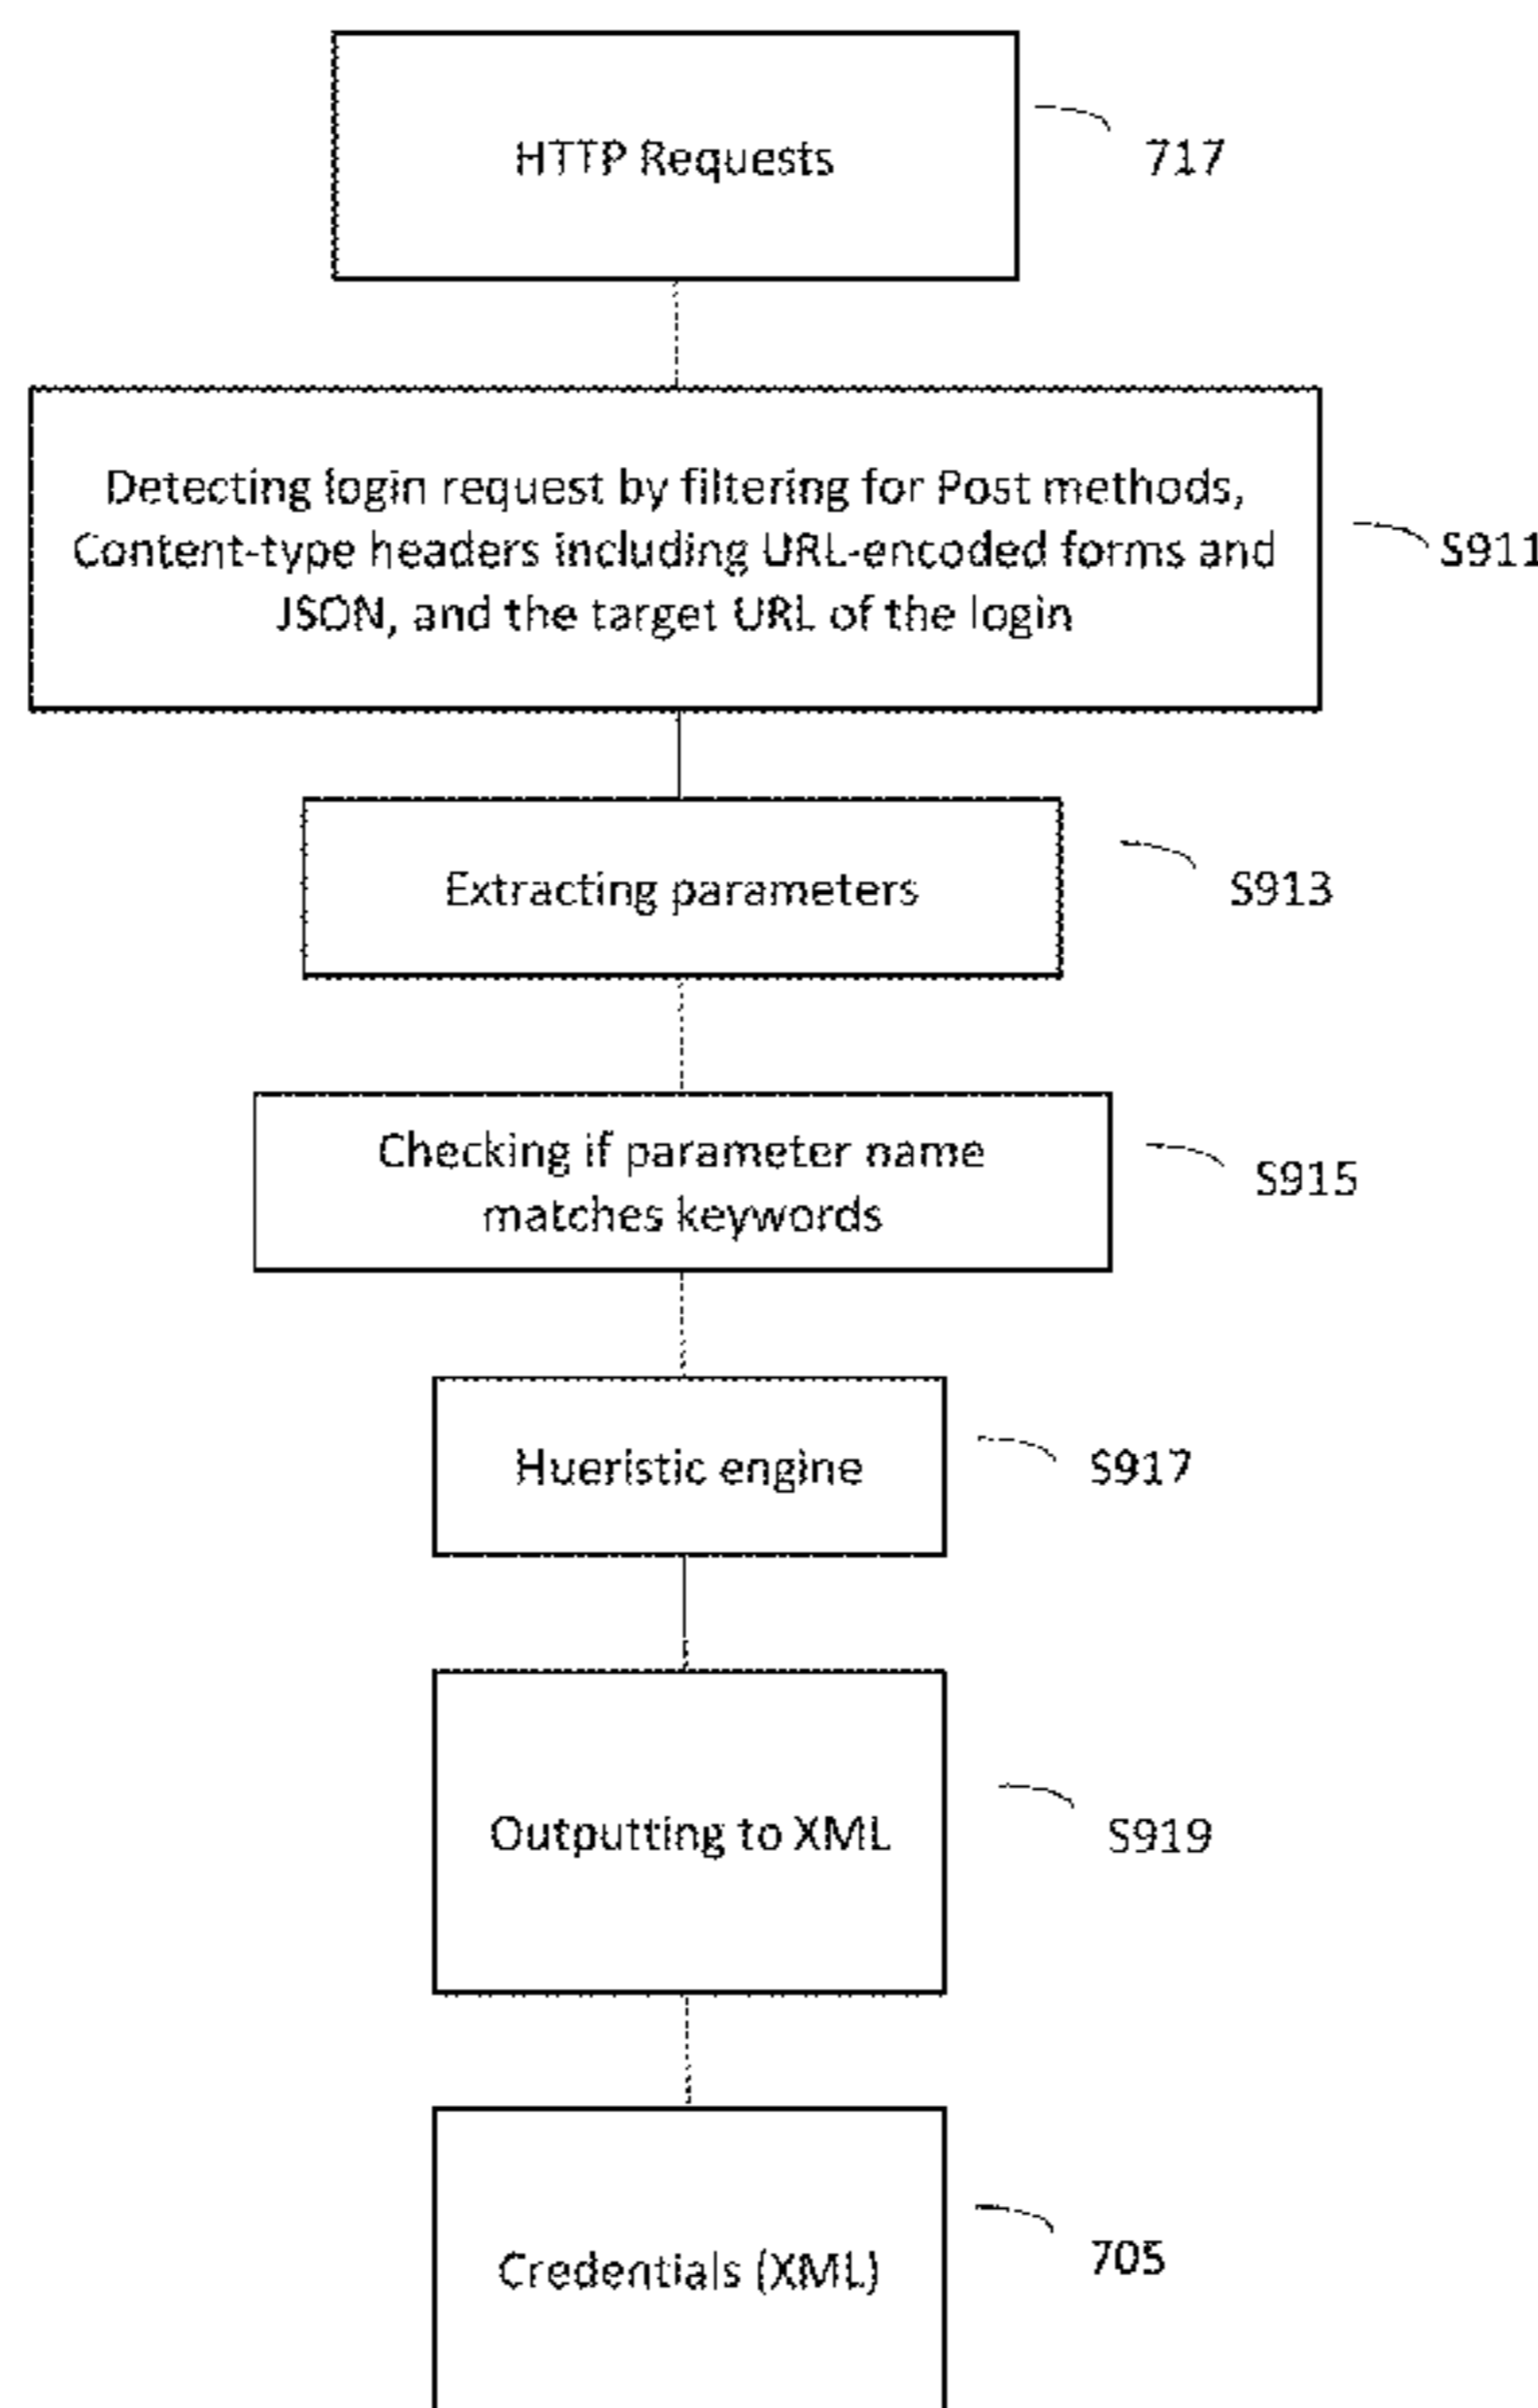 HTTP Requests
717
Detecting login request by filtering for Post methods,
Content-type headers including URL-encoded forms and
JSON, and the target URL of the login
S911
Extracting parameters
S913
Checking if parameter name
matches keywords
S915
Hueristic engine
S917
Outputting to XML
S919
Credentials (XML)
705